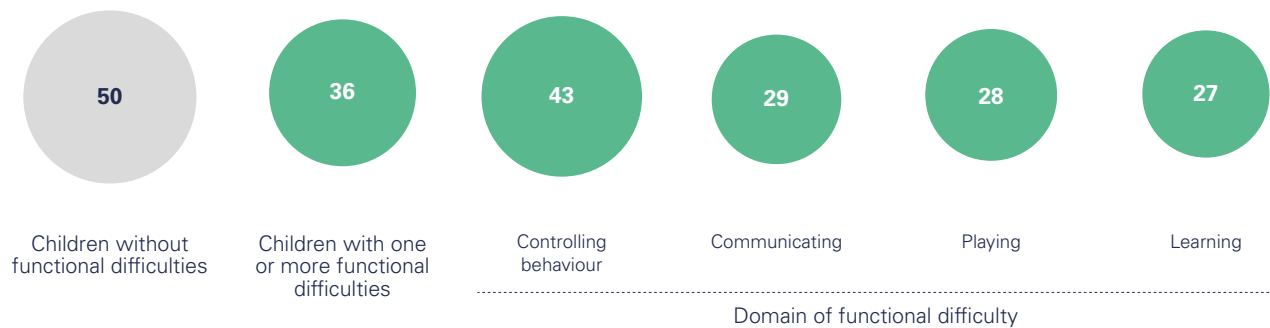 50
36
43
29
28
27
Children without
functional difficulties
Children with one
or more functional
difficulties
Controlling
behaviour
Communicating
Playing
Learning
Domain of functional difficulty